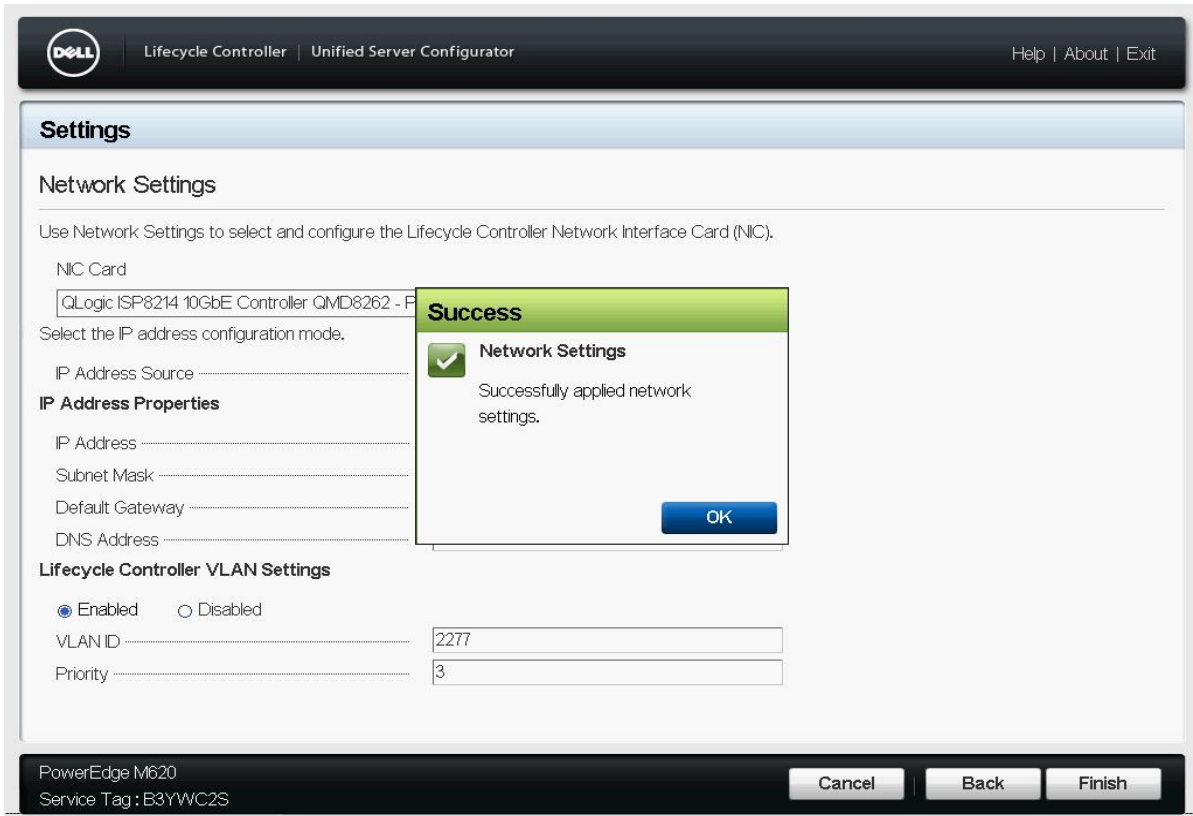 DELL
Lifecycle Controller | Unified Server Configurator
Help | About | Exit
Settings
Network Settings
Use Network Settings to select and configure the Lifecycle Controller Network Interface Card (NIC).
NIC Card
QLogic ISP8214 10GbE Controller QMD8262 - P
Success
Select the IP address configuration mode.
Network Settings
IP Address Source
Successfully applied network
settings.
IP Address Properties
IP Address
Subnet Mask
Default Gateway
OK
DNS Address
Lifecycle Controller VLAN Settings
Enabled Disabled
VLAN ID 2277
Priority 3
PowerEdge M620
Service Tag : B3YWC2S
Cancel | Back Finish